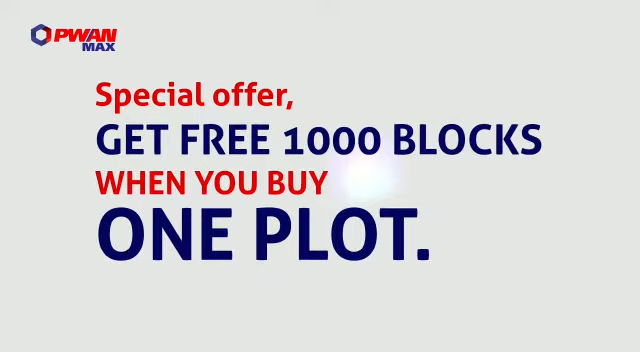 PWAN
MAX
Special offer,
GET FREE 1000 BLOCKS
WHEN YOU BUY
ONE PLOT.